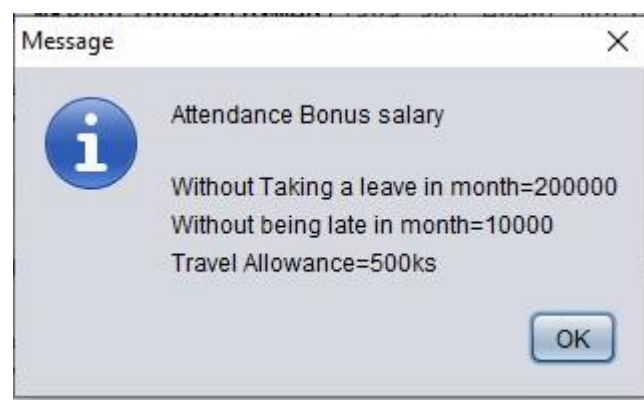 Message
Attendance Bonus salary
Without Taking a leave in month=200000
Without being late in month=10000
Travel Allowance=500ks
OK